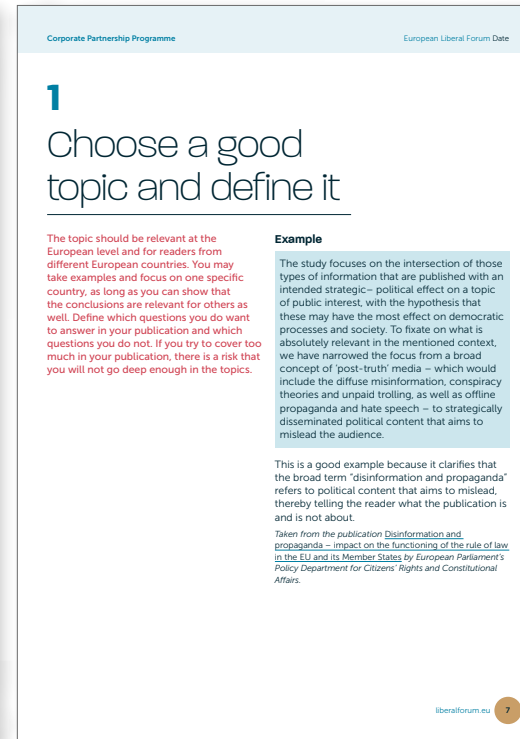 Corporate Partnership Programme
European Liberal Forum Date
1
Choose a good
topic and define it
The topic should be relevant at the
European level and for readers from
different European countries. You may
take examples and focus on one specific
country, as long as you can show that
the conclusions are relevant for others as
well. Define which questions you do want
to answer in your publication and which
questions you do not. If you try to cover too
much in your publication, there is a risk that
you will not go deep enough in the topics.
Example
The study focuses on the intersection of those
types of information that are published with an
intended strategic– political effect on a topic
of public interest, with the hypothesis that
these may have the most effect on democratic
processes and society. To fixate on what is
absolutely relevant in the mentioned context,
we have narrowed the focus from a broad
concept of ‘post-truth’ media – which would
include the diffuse misinformation, conspiracy
theories and unpaid trolling, as well as offline
propaganda and hate speech – to strategically
disseminated political content that aims to
mislead the audience.
This is a good example because it clarifies that
the broad term “disinformation and propaganda”
refers to political content that aims to mislead,
thereby telling the reader what the publication is
and is not about.
Taken from the publication Disinformation and
propaganda – impact on the functioning of the rule of law
in the EU and its Member States by European Parliament’s
Policy Department for Citizens’ Rights and Constitutional
Affairs.
liberalforum.eu 7